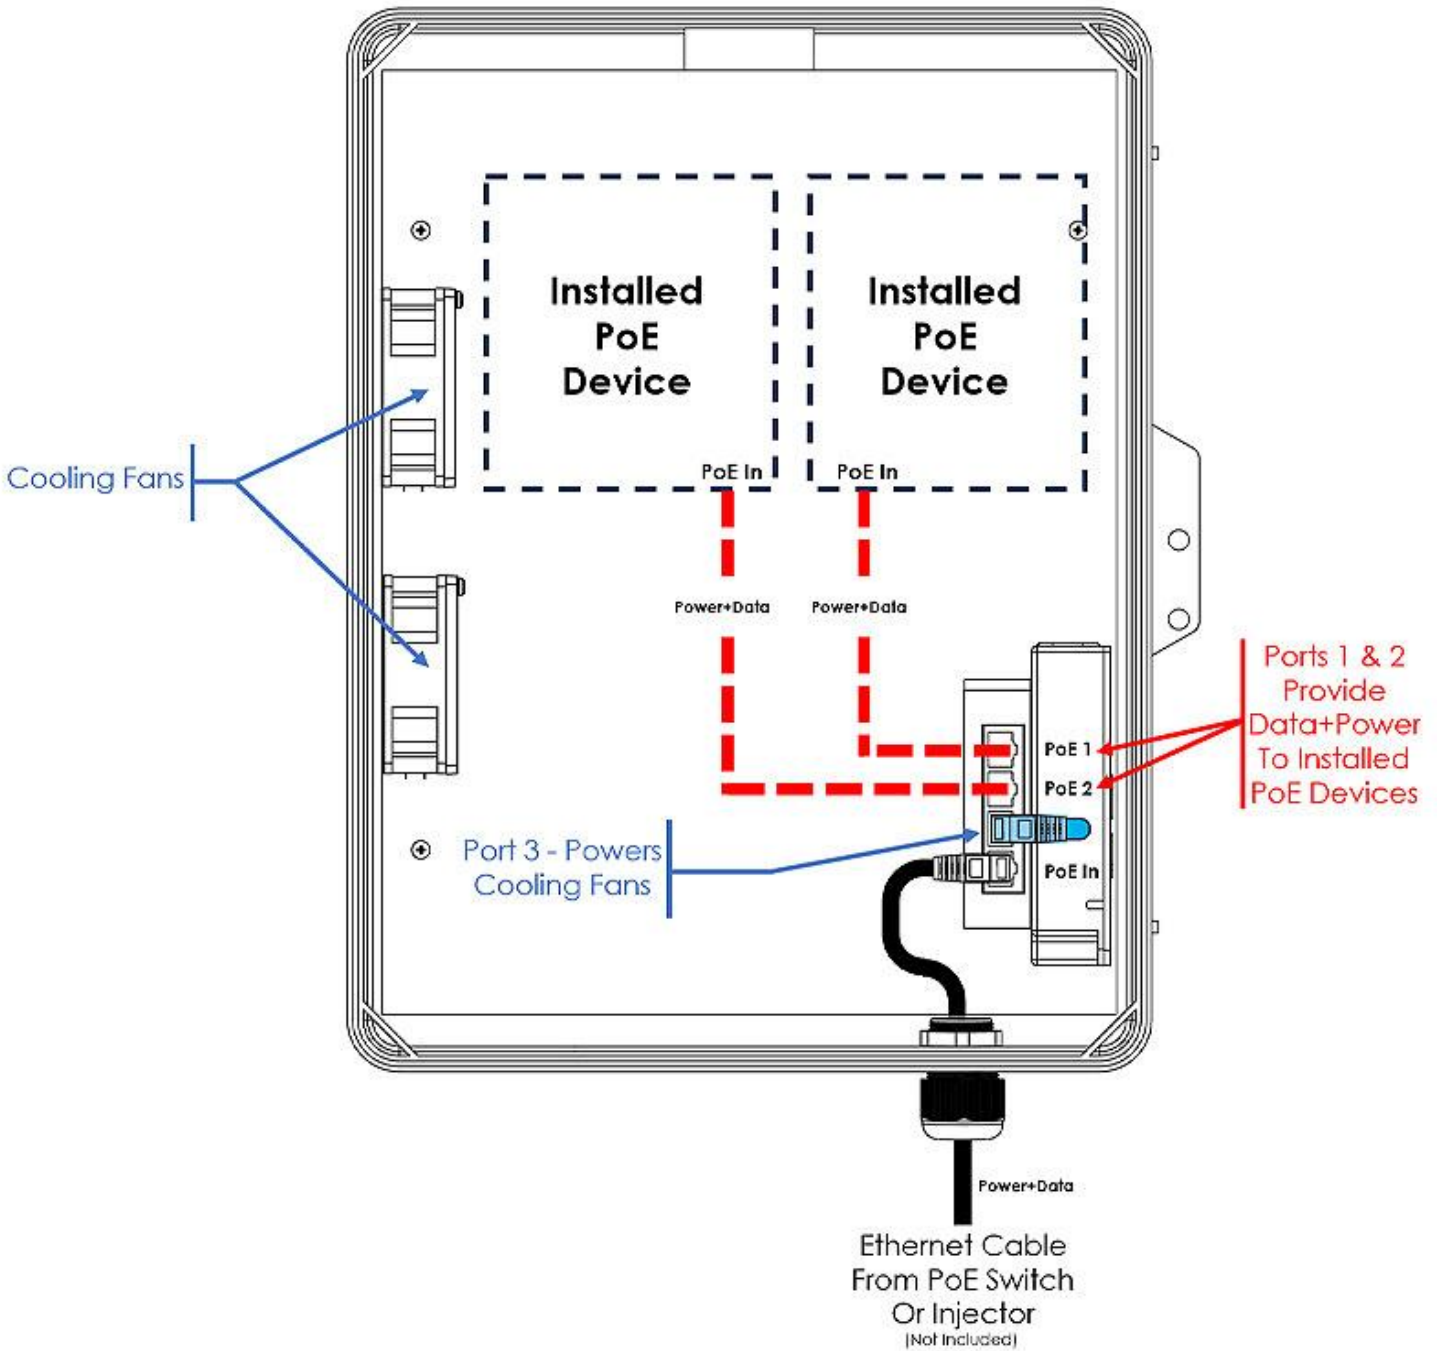 Installed
PoE
Device
PoE In
Installed
PoE
Device
PoE In
Cooling Fans
Power+Data
Power+Data
Ports 1 & 2
Provide
Data+Power
To Installed
PoE Devices
PoE 1
PoE 2
PoE In
Port 3 - Powers
Cooling Fans
Power+Data
Ethernet Cable
From PoE Switch
Or Injector
(Not Included)